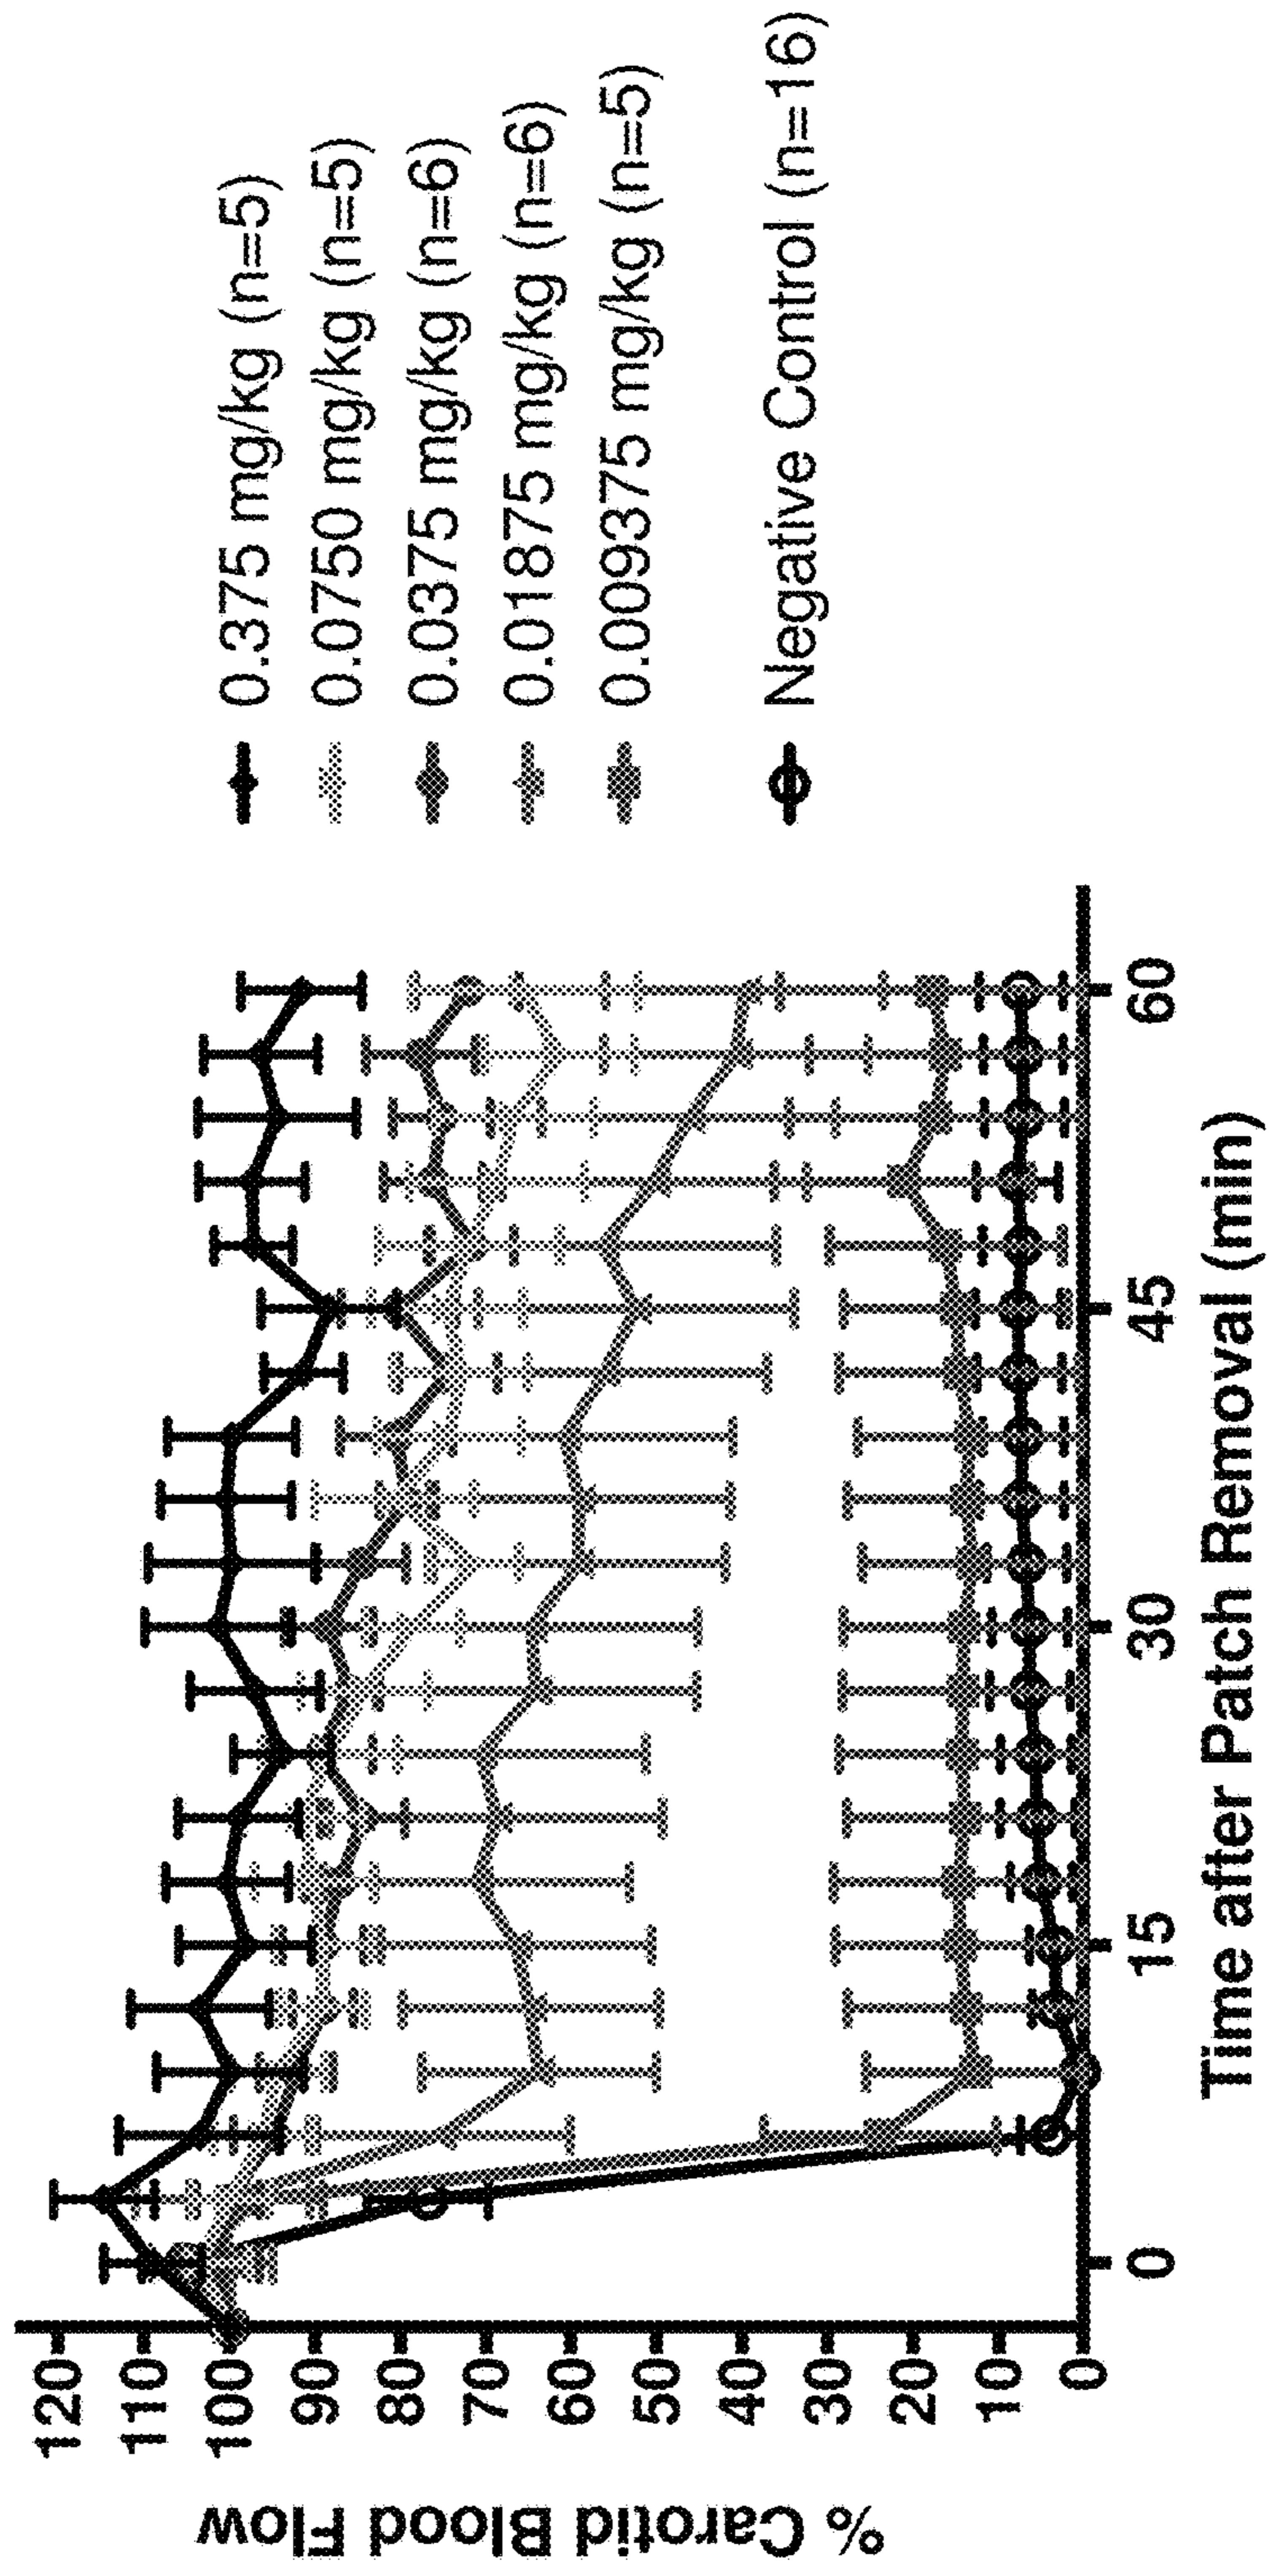 % Carotid Blood Flow
120
110
100
90
80
70
60
50
40
30
20
10
0
0
15
30
45
60
Time after Patch Removal (min)
0.375 mg/kg (n=5)
0.0750 mg/kg (n=5)
0.0375 mg/kg (n=6)
0.01875 mg/kg (n=6)
0.009375 mg/kg (n=5)
Negative Control (n=16)